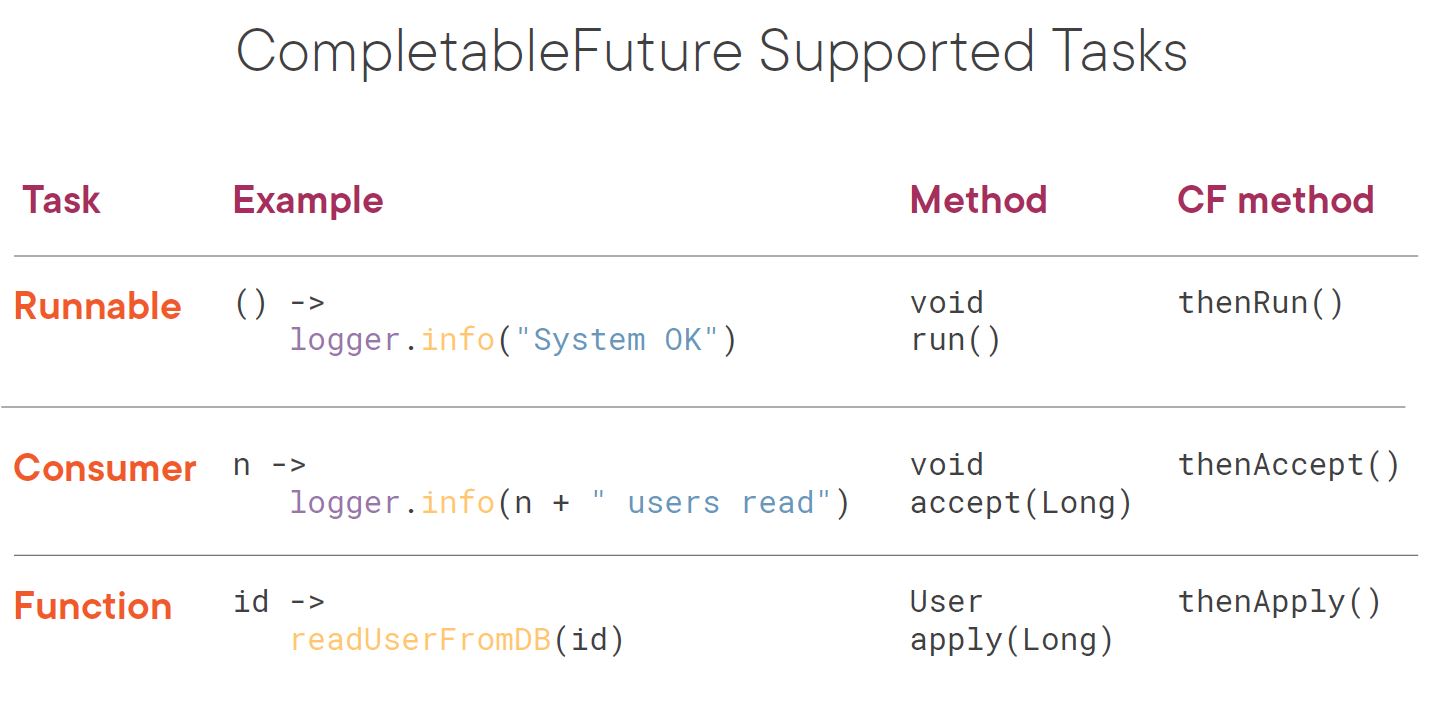 CompletableFuture Supported Tasks
Task Example Method CF method
Runnable () -> void thenRun()
logger.info("System OK") run()
Consumer n -> void thenAccept()
logger.info(n + " users read") accept(Long)
Function id -> User thenApply()
readUserFromDB(id) apply(Long)